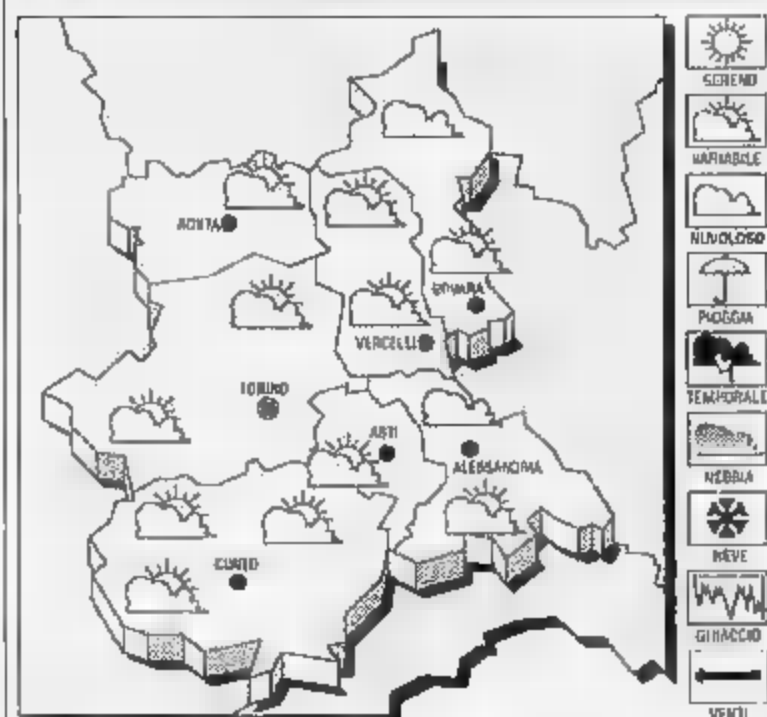 AOSTA
NOVARA
VERCELLI
TORINO
ASTI
ALESSANDRIA
CUNEO
SERENO
VARIABILE
NUVOLOSO
PIOGGIA
TEMPORALE
NEBBIA
NEVE
GHIACCIO
VENTI